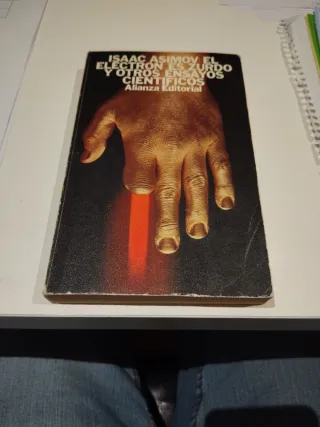 ISAAC ASIMOV EL
ELECTRON ES ZURDO
Y OTROS ENSAYOS
CIENTIFICOS
Alianza Editorial